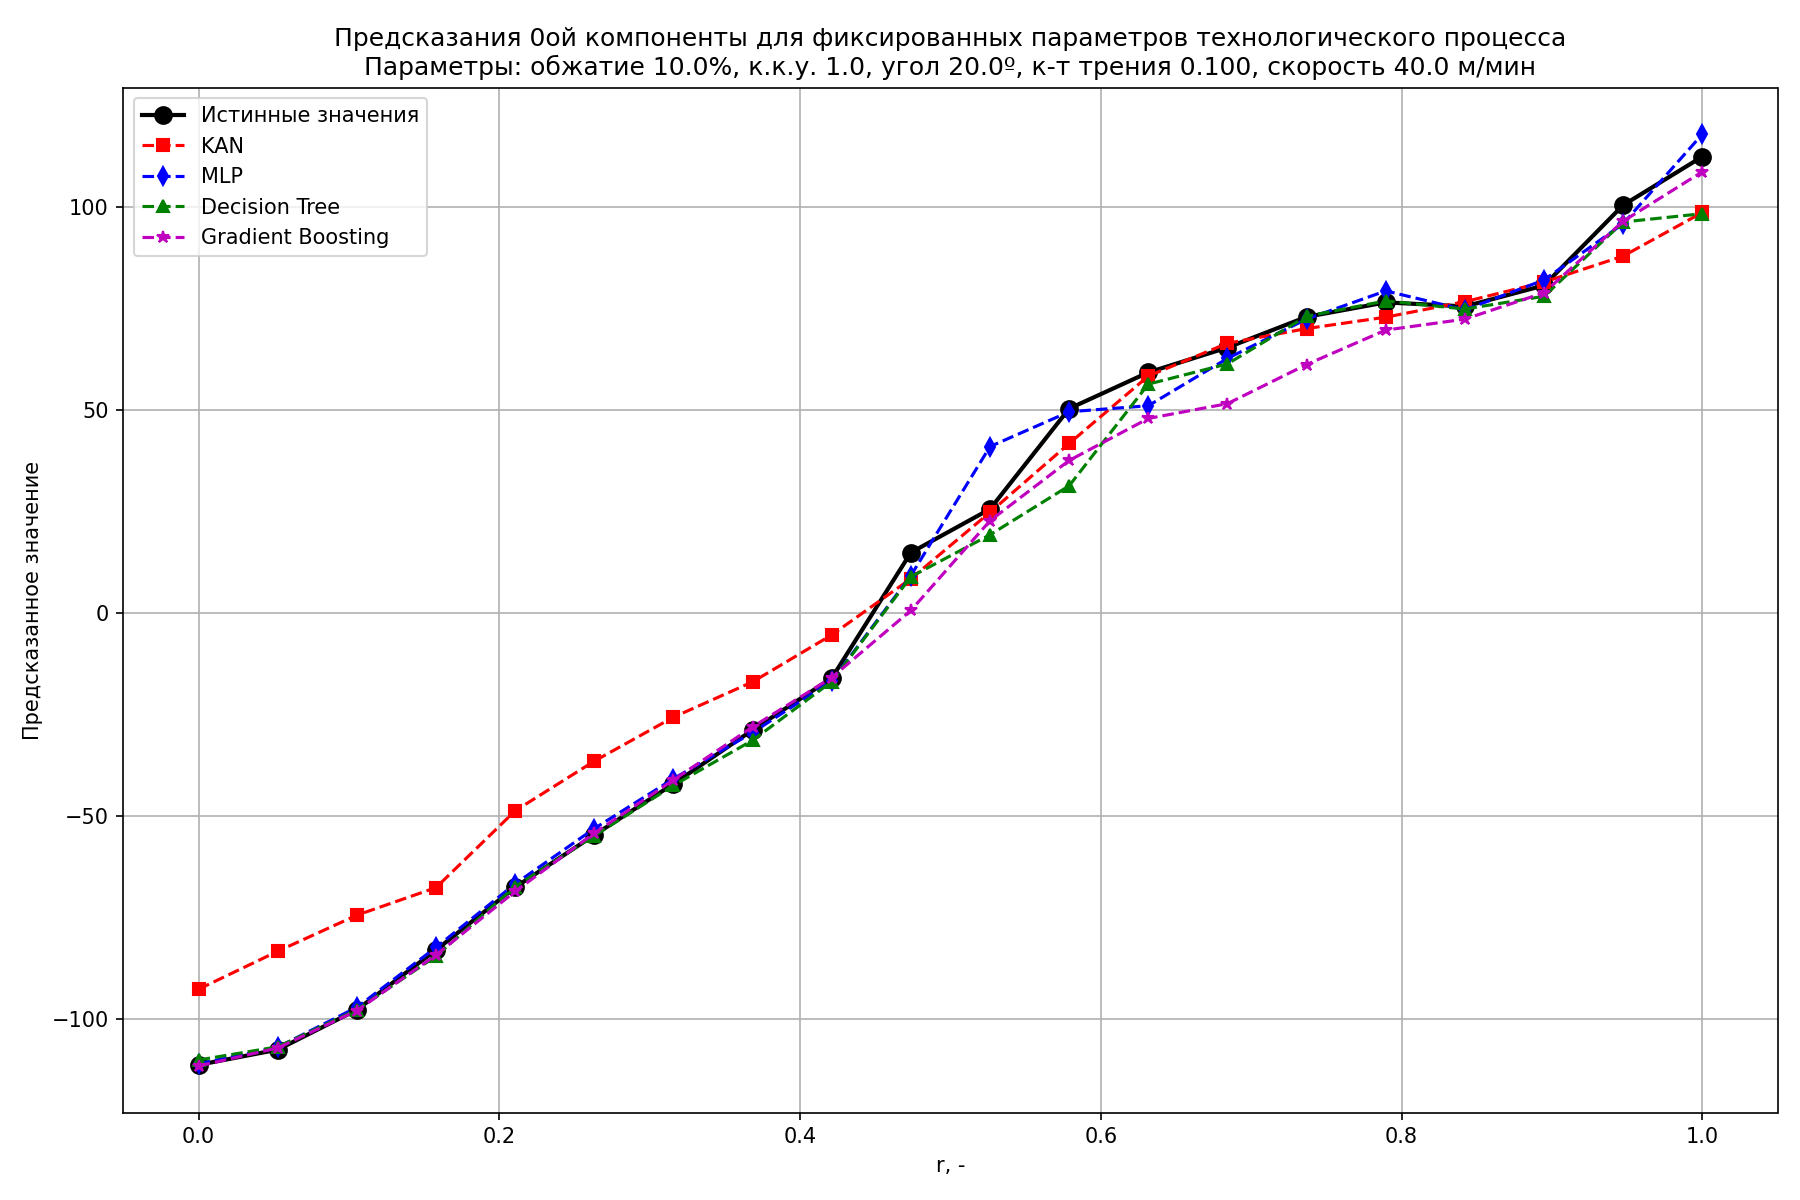 Предсказания 0ой компоненты для фиксированных параметров технологического процесса
Параметры: обжатие 10.0%, к.к.у. 1.0, угол 20.0º, к-т трения 0.100, скорость 40.0 м/мин
Истинные значения
KAN
MLP
Decision Tree
Gradient Boosting
Предсказанное значение
100
50
0
−50
−100
0.0
0.2
0.4
0.6
0.8
1.0
r, -